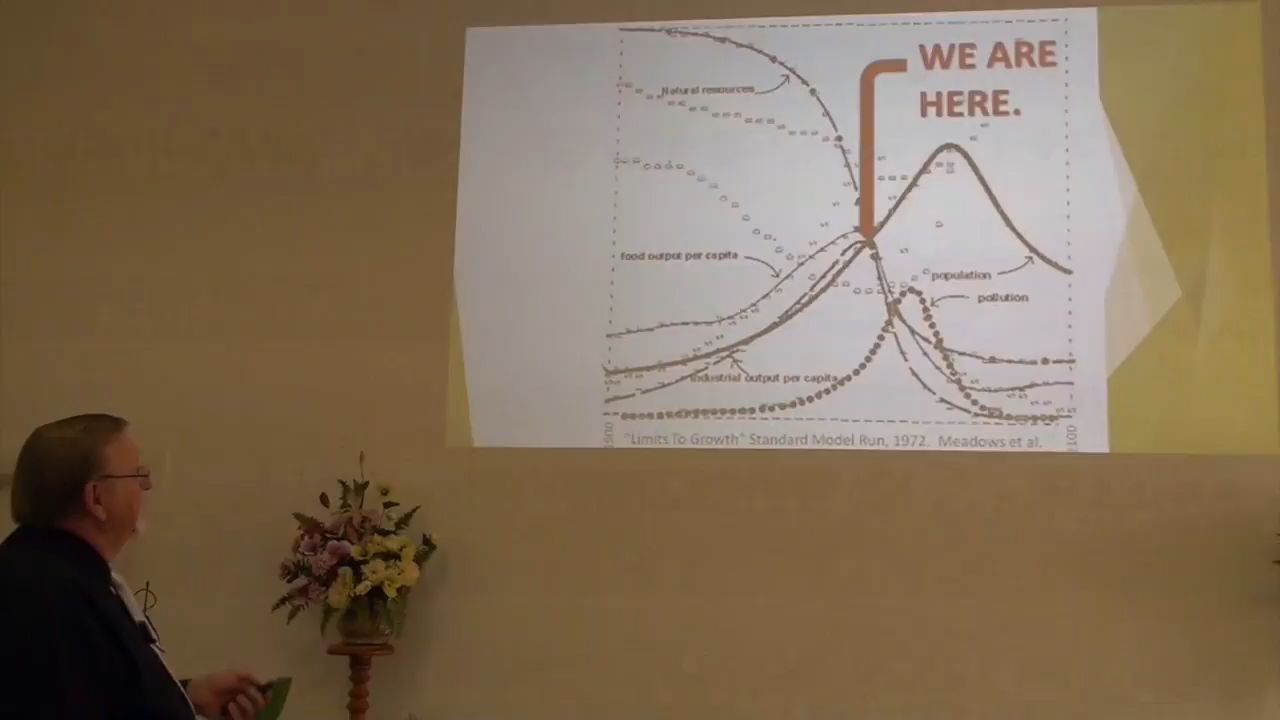 WE ARE
HERE.
Natural resources
food output per capita
population
pollution
Industrial output per capita
1900
"Limits To Growth" Standard Model Run, 1972. Meadows et al.